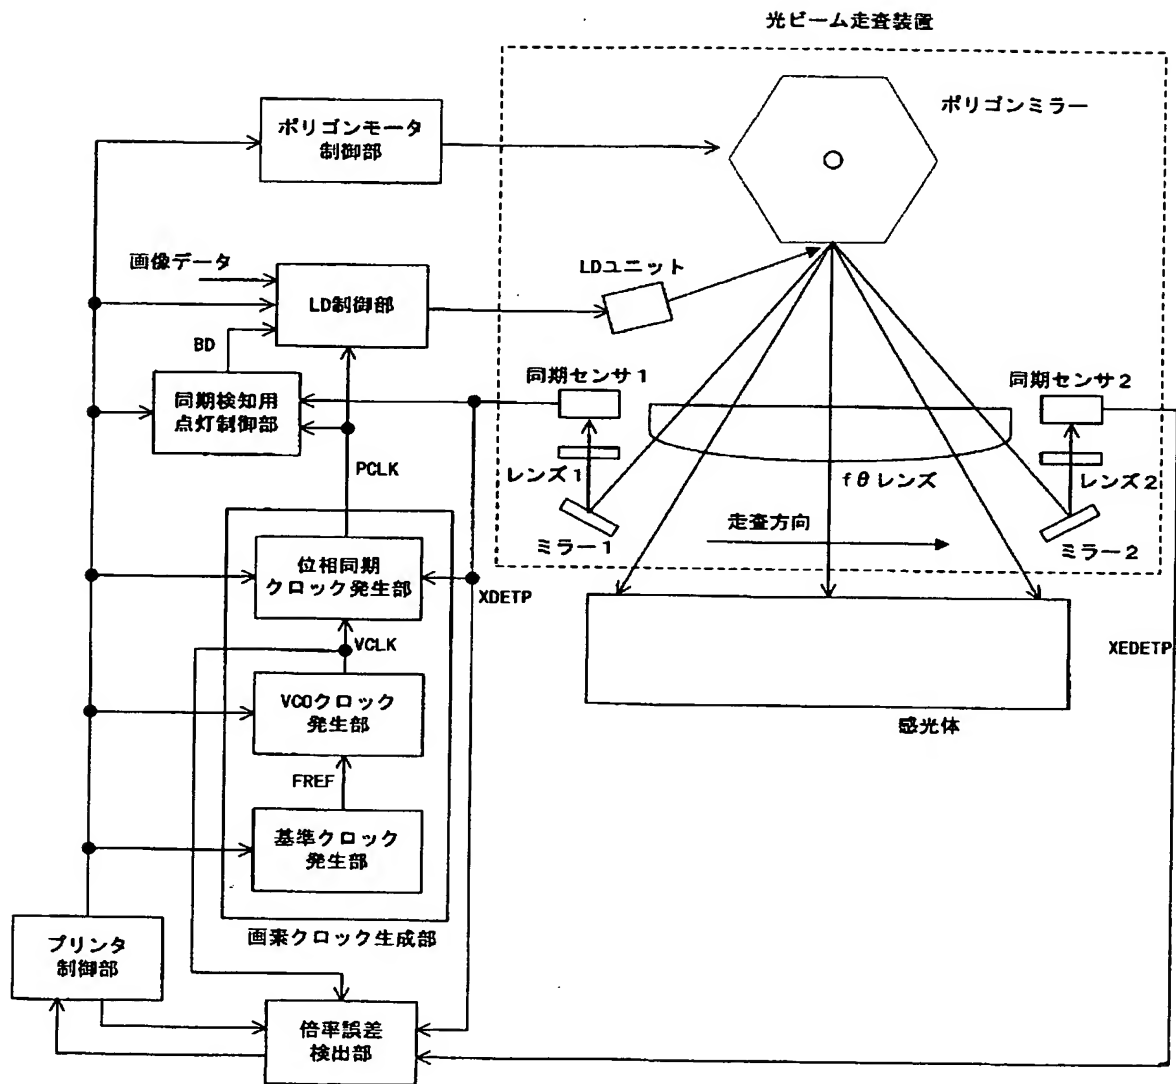 光ビーム走査装置
ポリゴンミラー
ポリゴンモータ
制御部
画像データ
LD制御部
LDユニット
BD
同期検知用
点灯制御部
PCLK
同期センサ1
同期センサ2
レンズ1
fθレンズ
レンズ2
ミラー1
走査方向
ミラー2
位相同期
クロック発生部
XDETP
VCLK
XEDETP
VCOクロック
発生部
感光体
FREF
基準クロック
発生部
画素クロック生成部
プリンタ
制御部
倍率誤差
検出部